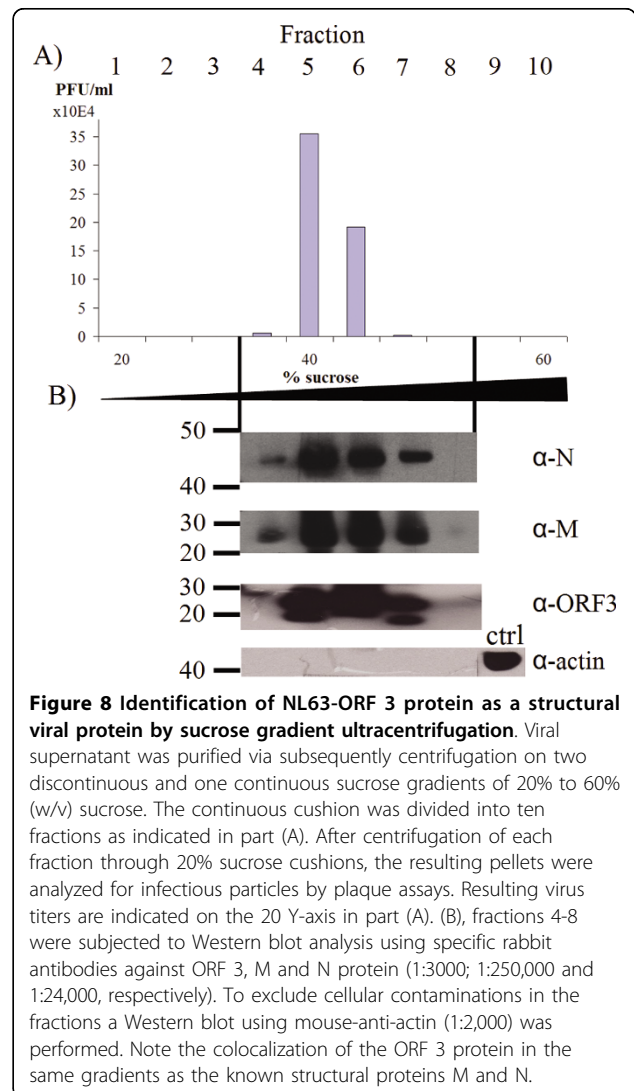 Fraction
A)
1 2 3 4 5 6 7 8 9 10
PFU/ml
x10E4
35
30
25
20
15
10
5
0
20 40 60
% sucrose
B)
50
α-N
40
30
α-M
20
30
α-ORF3
20
ctrl
α-actin
40
Figure 8 Identification of NL63-ORF 3 protein as a structural
viral protein by sucrose gradient ultracentrifugation. Viral
supernatant was purified via subsequently centrifugation on two
discontinuous and one continuous sucrose gradients of 20% to 60%
(w/v) sucrose. The continuous cushion was divided into ten
fractions as indicated in part (A). After centrifugation of each
fraction through 20% sucrose cushions, the resulting pellets were
analyzed for infectious particles by plaque assays. Resulting virus
titers are indicated on the 20 Y-axis in part (A). (B), fractions 4-8
were subjected to Western blot analysis using specific rabbit
antibodies against ORF 3, M and N protein (1:3000; 1:250,000 and
1:24,000, respectively). To exclude cellular contaminations in the
fractions a Western blot using mouse-anti-actin (1:2,000) was
performed. Note the colocalization of the ORF 3 protein in the
same gradients as the known structural proteins M and N.